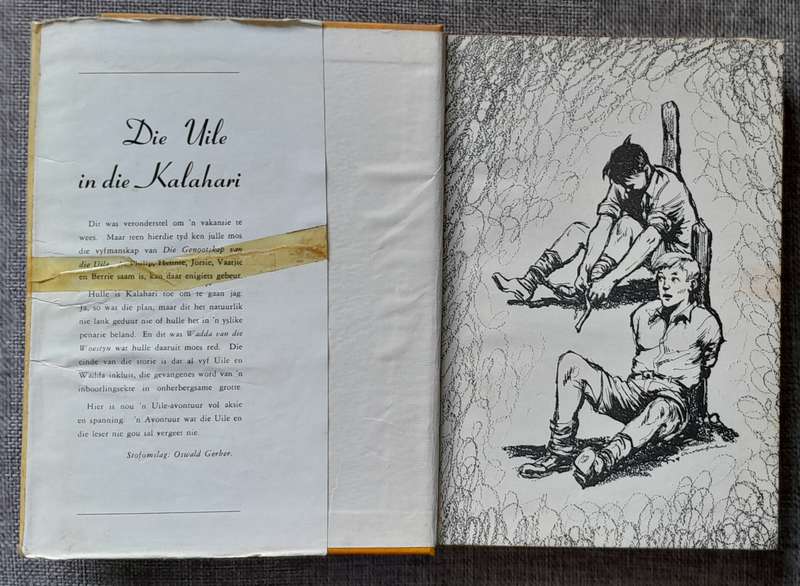 Die Uile
in die Kalahari
Dit was veronderstel om 'n vakansie te
wees. Maar teen hierdie tyd ken julle mos
die vyfmanskap van Die Genootskap van
die Uile Philip, Hennie, Jorsie, Vaatjie
en Bertie saam is, kan daar enigiets gebeur.
Hulle is Kalahari toe om te gaan jag.
Ja, so was die plan, maar dit het natuurlik
nie lank geduur nie of hulle het in 'n yslike
penarie beland. En dit was Wadda van die
Woestyn wat hulle daaruit moes red. Die
einde van die storie is dat al vyf Uile en
Wadda inkluis, die gevangenes word van 'n
inboorlingsekte in onherbergsame grotte.
Hier is nou 'n Uile-avontuur vol aksie
en spanning. 'n Avontuur wat die Uile en
die leser nie gou sal vergeet nie.
Stofomslag: Oswald Gerber.